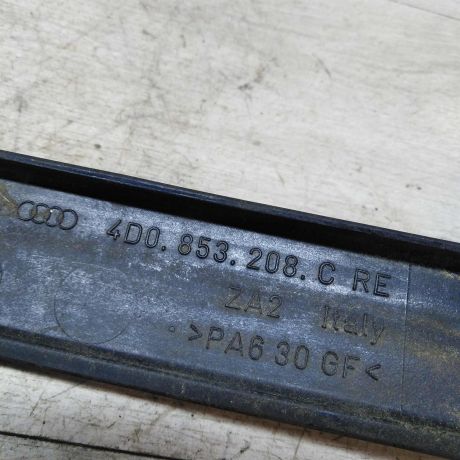 4D0.853.208.C RE
ZA2 Italy
.>PA6 30 GF<